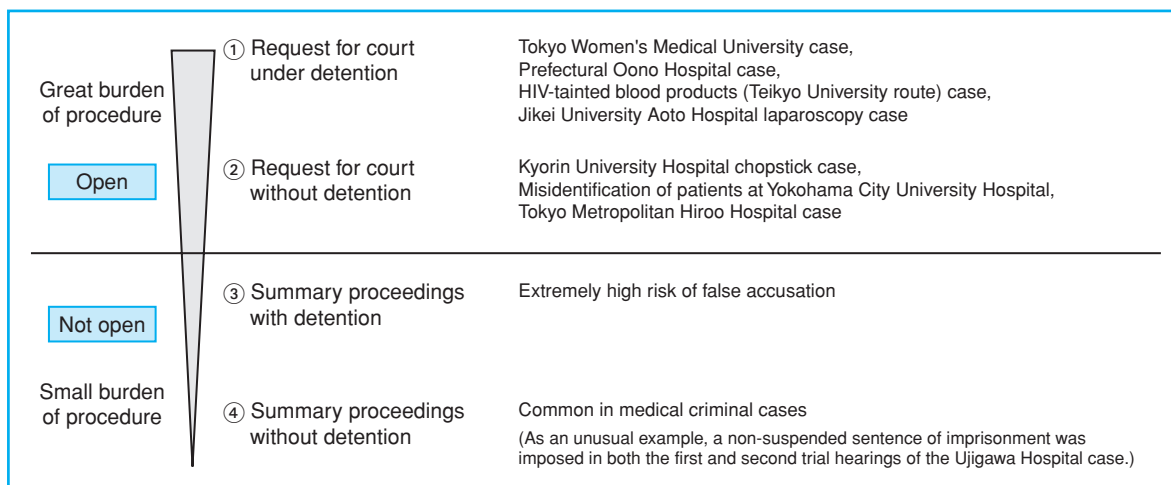 Great burden
of procedure
Open
① Request for court
under detention
Tokyo Women's Medical University case,
Prefectural Oono Hospital case,
HIV-tainted blood products (Teikyo University route) case,
Jikei University Aoto Hospital laparoscopy case
② Request for court
without detention
Kyorin University Hospital chopstick case,
Misidentification of patients at Yokohama City University Hospital,
Tokyo Metropolitan Hiroo Hospital case
Not open
Small burden
of procedure
③ Summary proceedings
with detention
Extremely high risk of false accusation
④ Summary proceedings
without detention
Common in medical criminal cases
(As an unusual example, a non-suspended sentence of imprisonment was
imposed in both the first and second trial hearings of the Ujigawa Hospital case.)